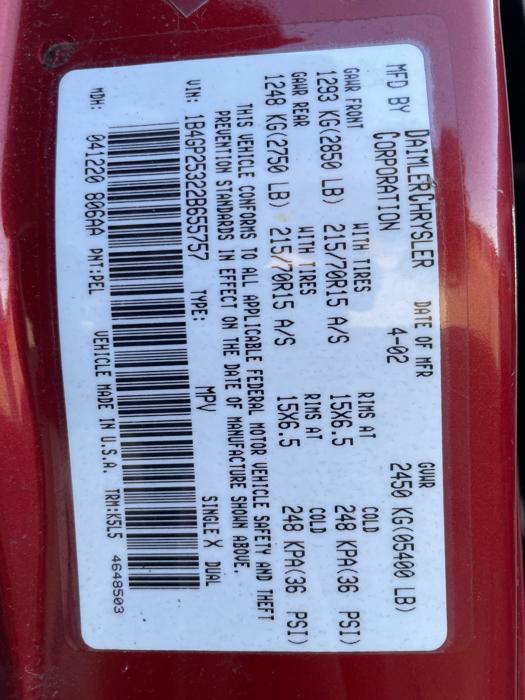 MFD BY DAIMLERCHRYSLER CORPORATION DATE OF MFR 4-02 GVWR 2450 KG(05400 LB)
GAWR FRONT WITH TIRES RIMS AT COLD
1293 KG(2850 LB) 215/70R15 A/S 15X6.5 248 KPA(36 PSI)
GAWR REAR WITH TIRES RIMS AT COLD
1248 KG(2750 LB) 215/70R15 A/S 15X6.5 248 KPA(36 PSI)
THIS VEHICLE CONFORMS TO ALL APPLICABLE FEDERAL MOTOR VEHICLE SAFETY AND THEFT
PREVENTION STANDARDS IN EFFECT ON THE DATE OF MANUFACTURE SHOWN ABOVE.
VIN: 1B4GP25322B655757 TYPE: MPV SINGLE X DUAL
MDH: 041220 806AA PNT:PEL VEHICLE MADE IN U.S.A. TRM:K5L5 4648503